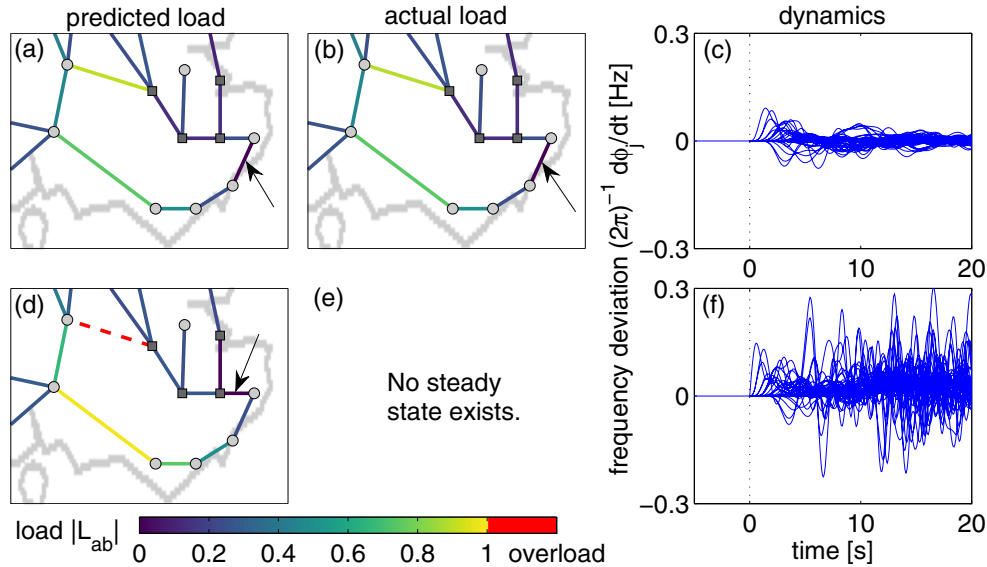 predicted load
actual load
dynamics
(a)
(b)
(c)
0.3
0
−0.3
0
10
20
(d)
(e)
No steady
state exists.
(f)
0.3
0
−0.3
0
10
20
time [s]
frequency deviation (2π)⁻¹ dϕⱼ/dt [Hz]
load |L_ab|
0 0.2 0.4 0.6 0.8 1 overload